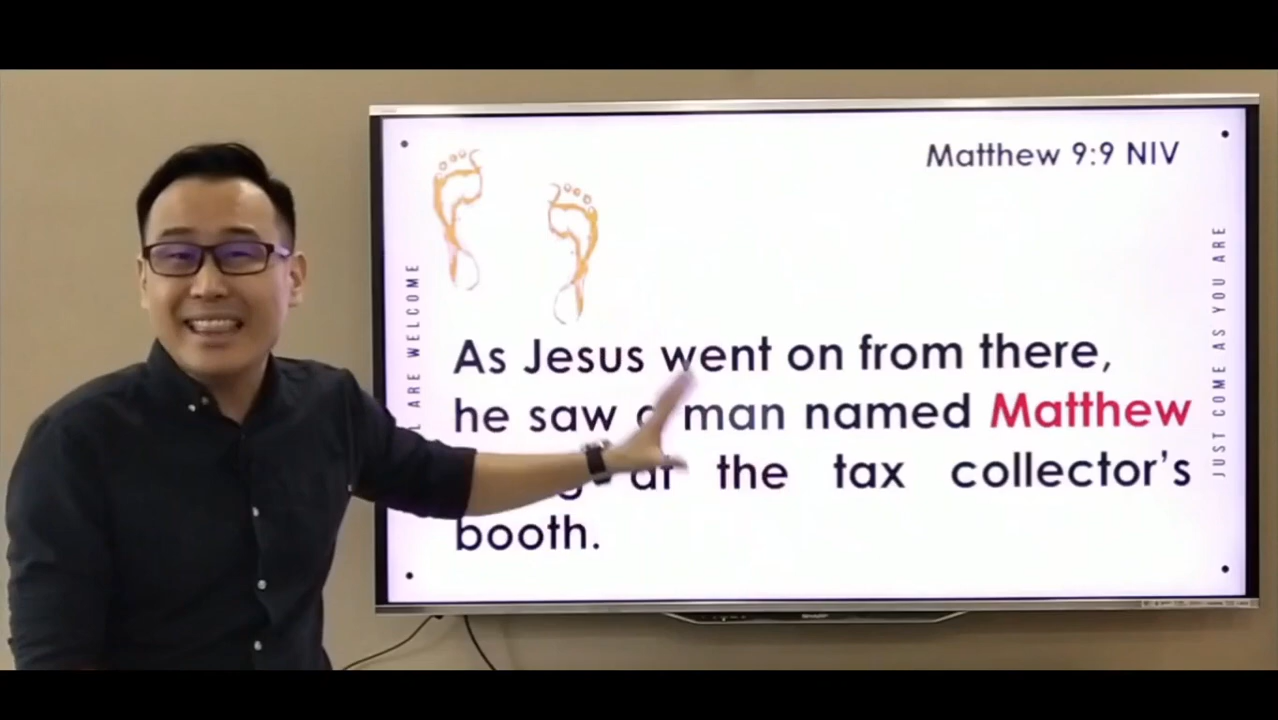 Matthew 9:9 NIV
ARE WELCOME
JUST COME AS YOU ARE
As Jesus went on from there,
he saw a man named Matthew
at the tax collector's
booth.